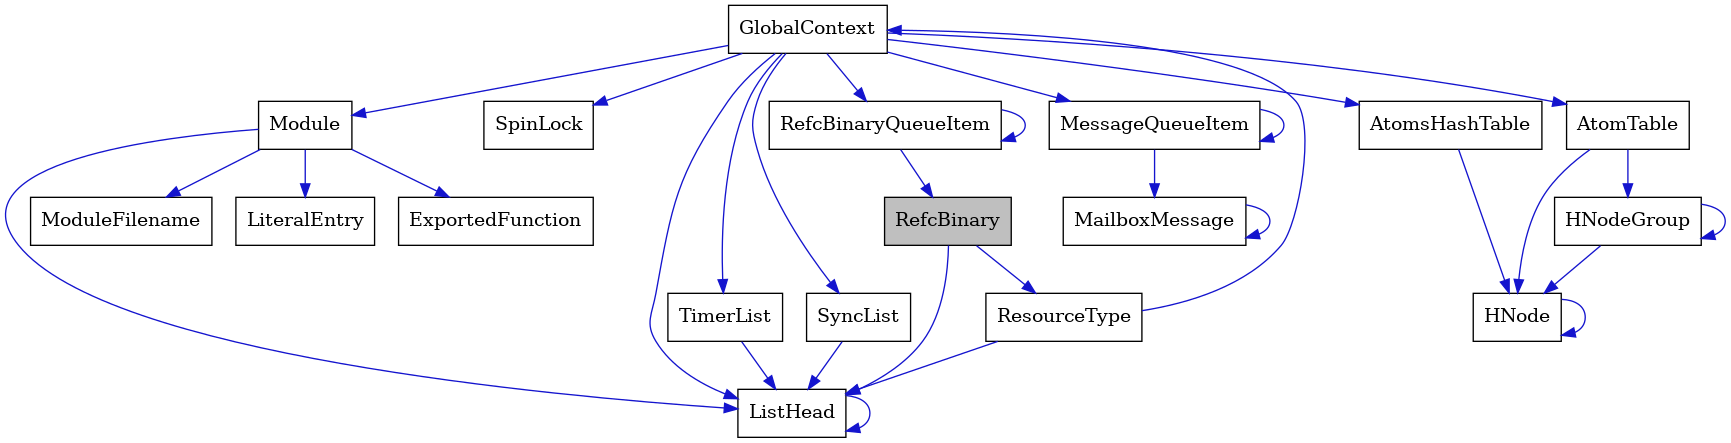 GlobalContext
Module
SpinLock
RefcBinaryQueueItem
MessageQueueItem
AtomsHashTable
AtomTable
ModuleFilename
LiteralEntry
ExportedFunction
RefcBinary
MailboxMessage
HNodeGroup
TimerList
SyncList
ResourceType
HNode
ListHead